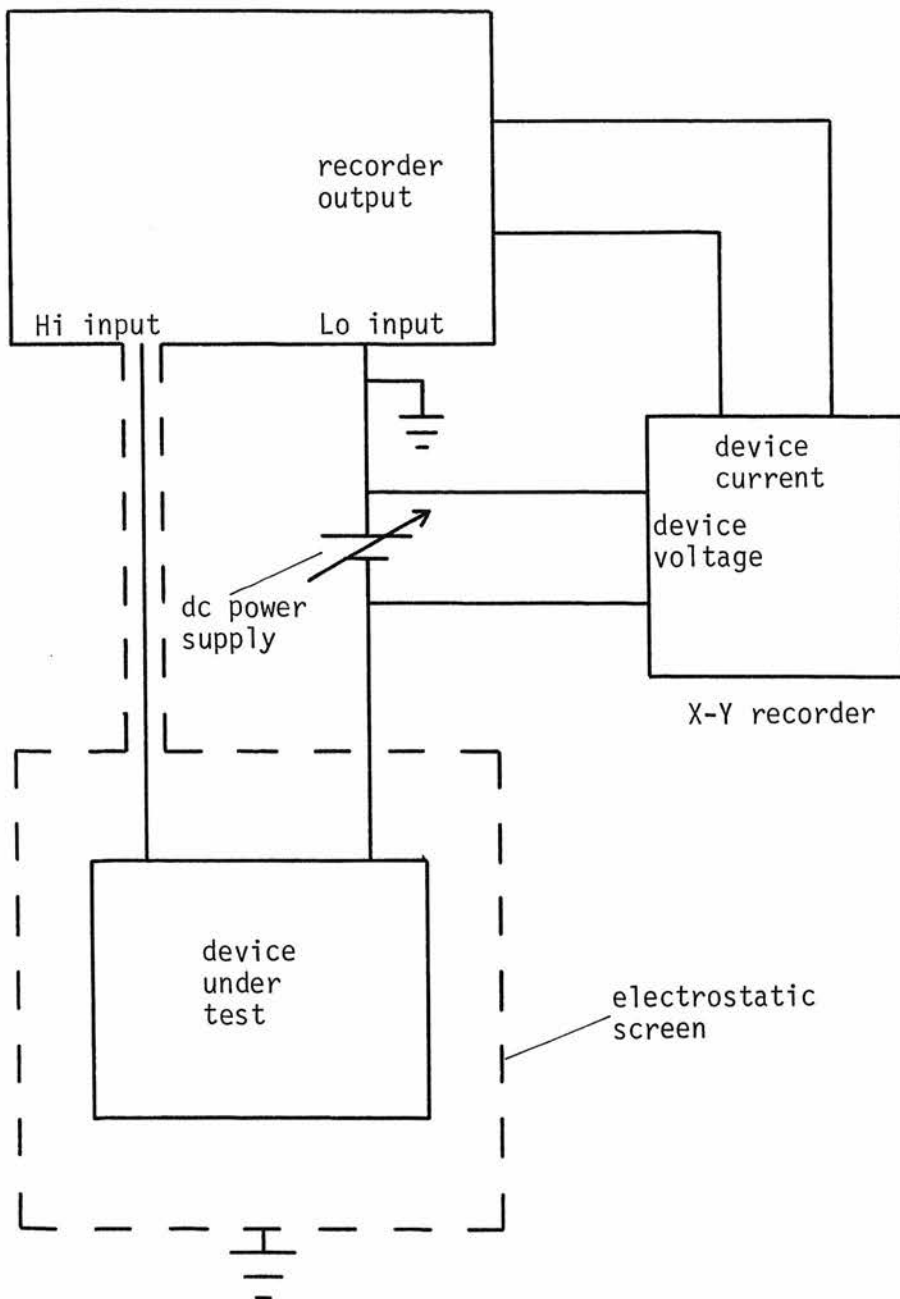 recorder
output
Hi input
Lo input
device
current
device
voltage
dc power
supply
X-Y recorder
device
under
test
electrostatic
screen